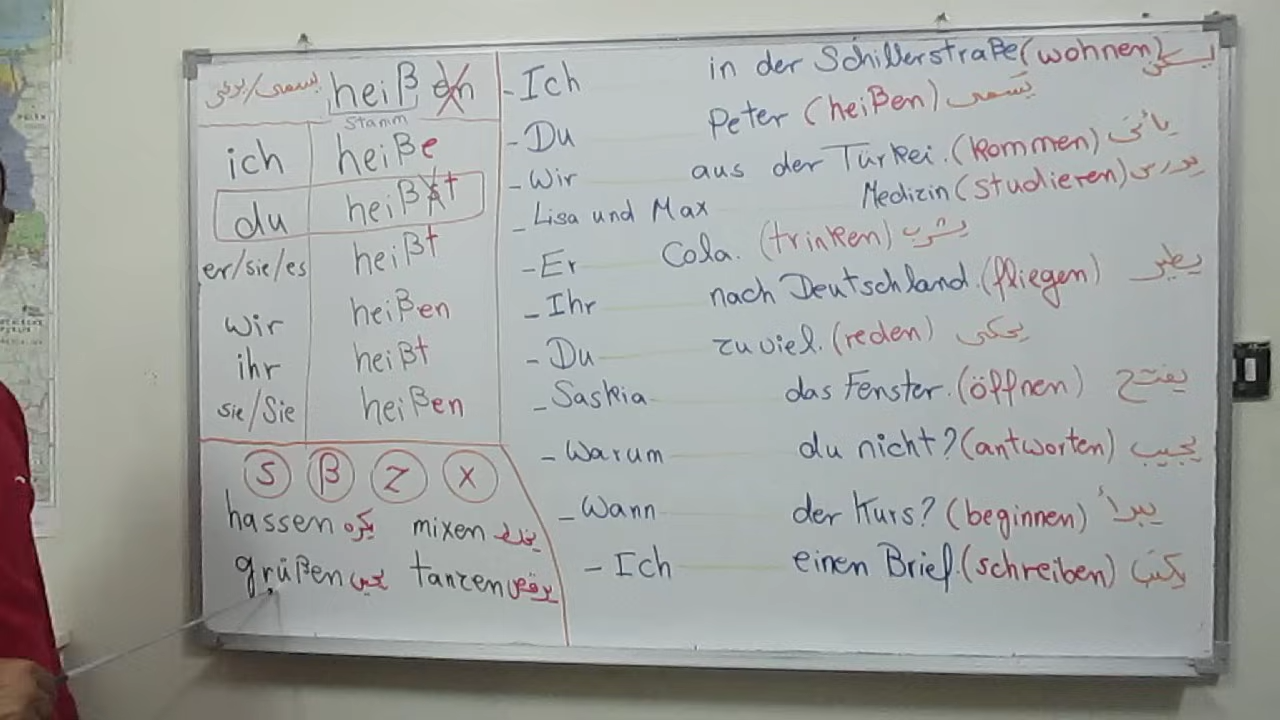 heißen يسمى/يدعى
Stamm
ich heiße
du heißt
er/sie/es heißt
wir heißen
ihr heißt
sie/Sie heißen
s ß z x
hassen يكره mixen يخلط
grüßen يحيي tanzen يرقص
- Ich in der Schillerstraße (wohnen) يسكن
- Du Peter (heißen) يسمى
- Wir aus der Türkei. (kommen) يأتي
- Lisa und Max Medizin (studieren) يدرس
- Er Cola. (trinken) يشرب
- Ihr nach Deutschland. (fliegen) يطير
- Du zu viel. (reden) يحكي
- Saskia das Fenster. (öffnen) يفتح
- Warum du nicht? (antworten) يجيب
- Wann der Kurs? (beginnen) يبدأ
- Ich einen Brief. (schreiben) يكتب